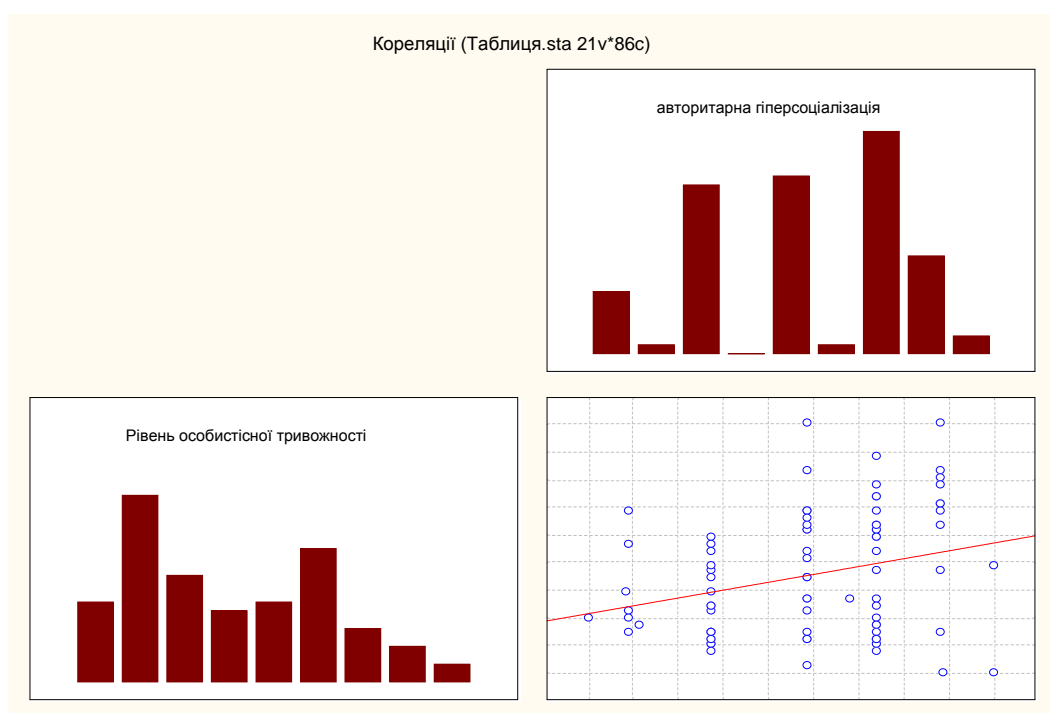 Кореляції (Таблиця.sta 21v*86c)
авторитарна гіперсоціалізація
Рівень особистісної тривожності